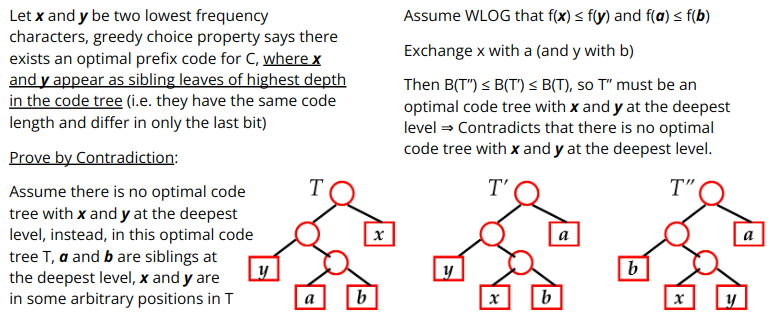 Let x and y be two lowest frequency
characters, greedy choice property says there
exists an optimal prefix code for C, where x
and y appear as sibling leaves of highest depth
in the code tree (i.e. they have the same code
length and differ in only the last bit)
Prove by Contradiction:
Assume there is no optimal code
tree with x and y at the deepest
level, instead, in this optimal code
tree T, a and b are siblings at
the deepest level, x and y are
in some arbitrary positions in T
Assume WLOG that f(x) ≤ f(y) and f(a) ≤ f(b)
Exchange x with a (and y with b)
Then B(T″) ≤ B(T′) ≤ B(T), so T″ must be an
optimal code tree with x and y at the deepest
level ⇒ Contradicts that there is no optimal
code tree with x and y at the deepest level.
T
x
y
a b
T′
a
y
x b
T″
a
b
x y